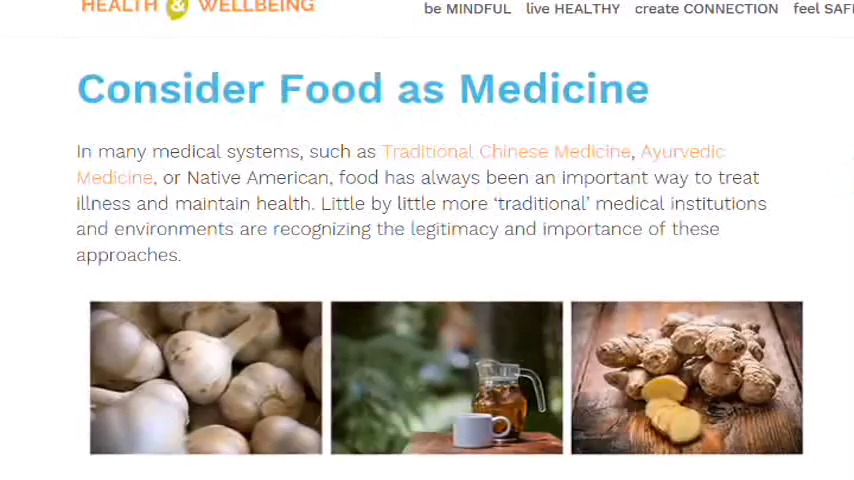 HEALTH & WELLBEING
be MINDFUL live HEALTHY create CONNECTION feel SAFE
Consider Food as Medicine
In many medical systems, such as Traditional Chinese Medicine, Ayurvedic
Medicine, or Native American, food has always been an important way to treat
illness and maintain health. Little by little more ‘traditional’ medical institutions
and environments are recognizing the legitimacy and importance of these
approaches.